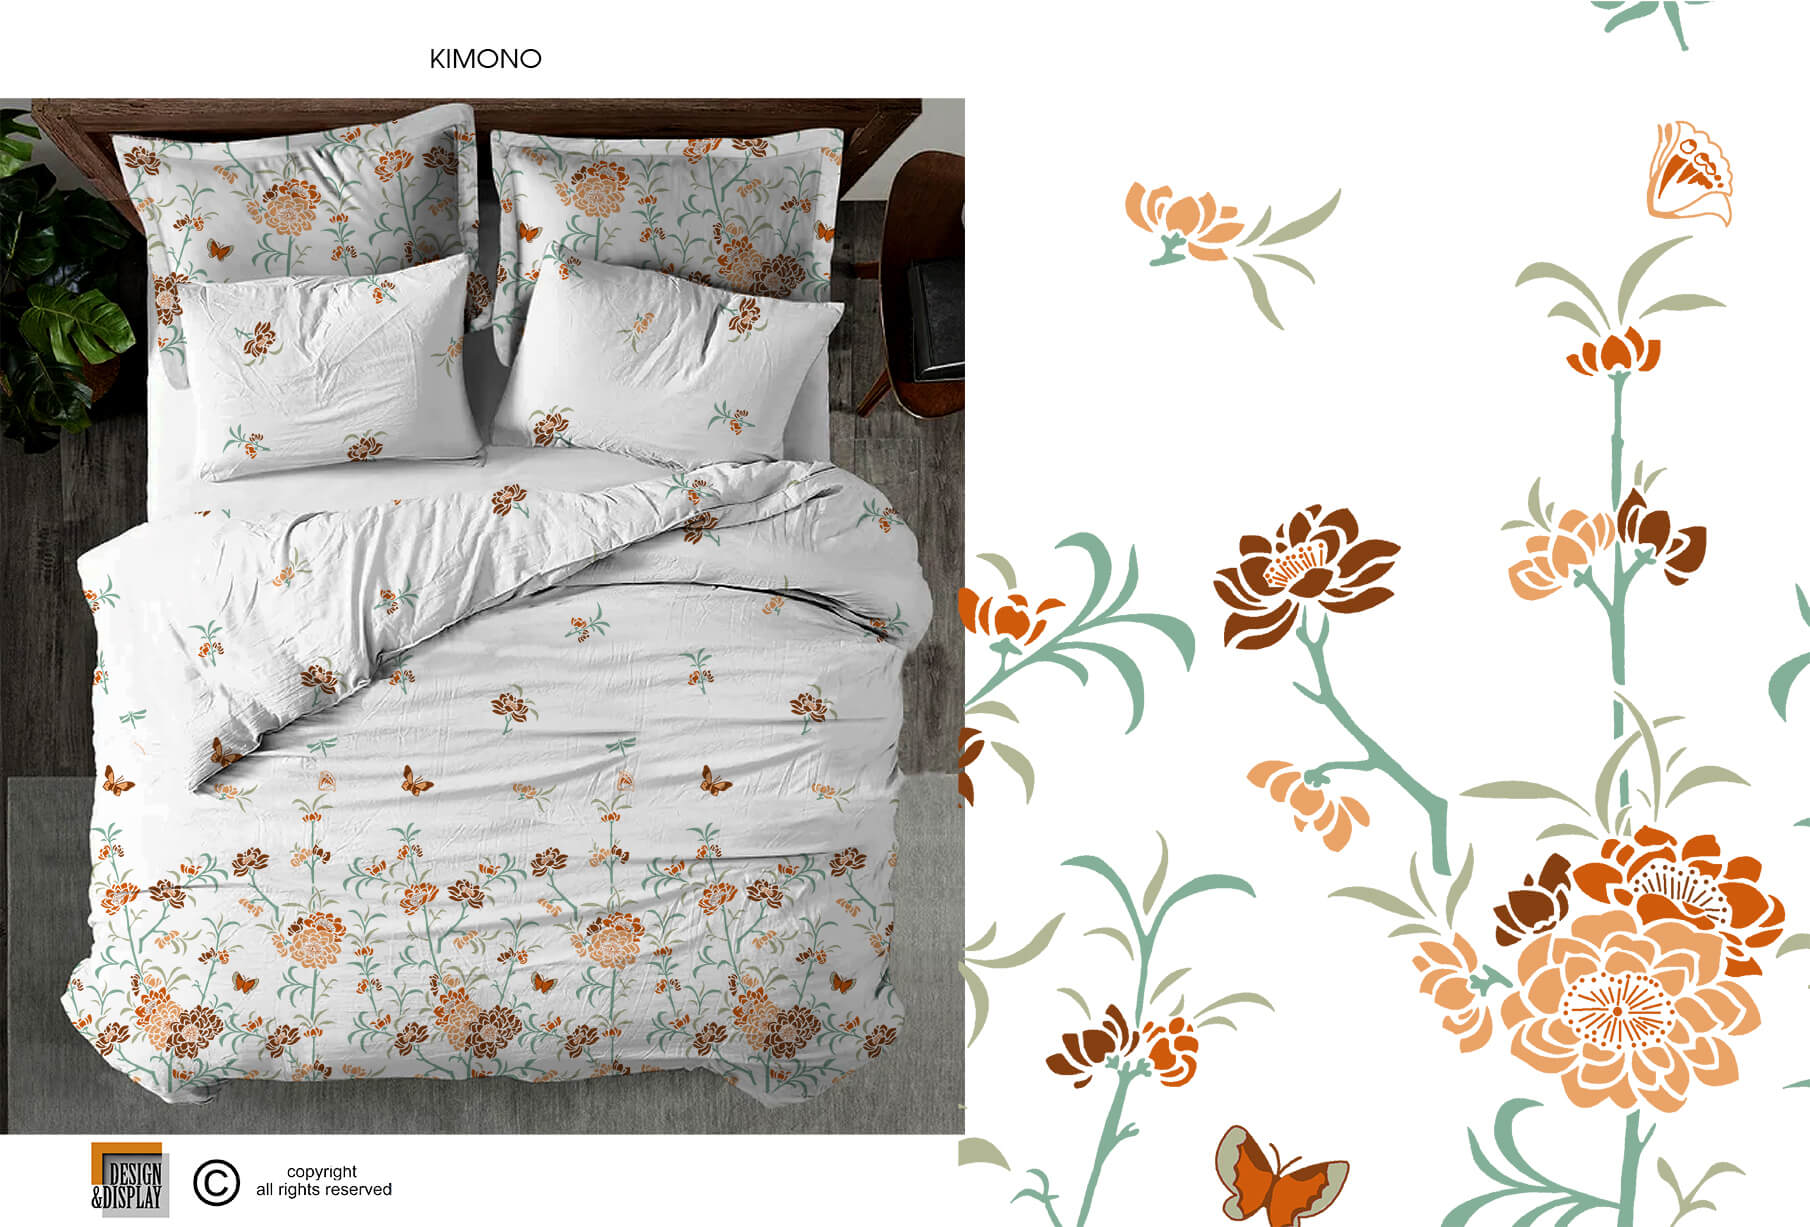 KIMONO
DESIGN
&DISPLAY
©
copyright
all rights reserved